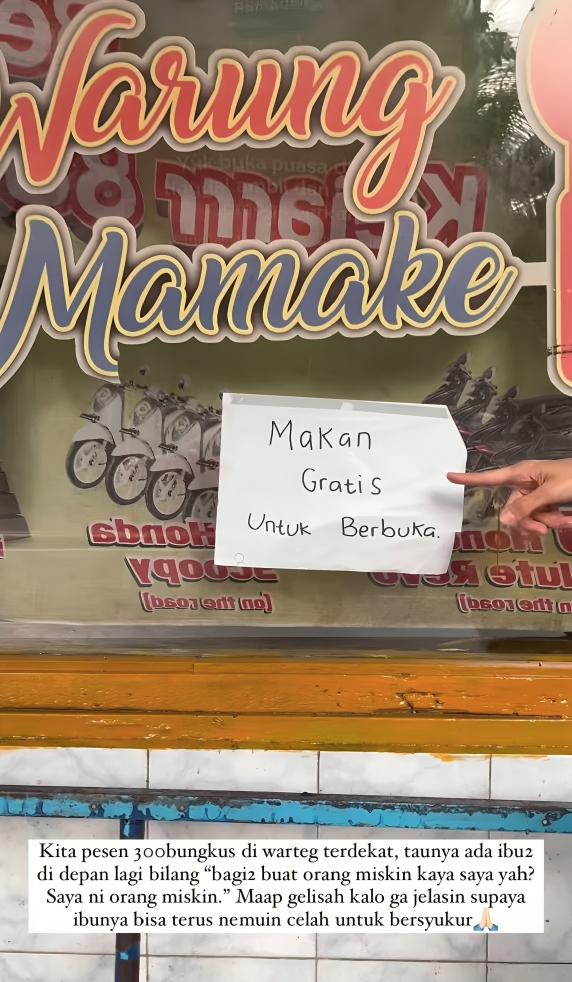 Warung
Mamake
Makan
Gratis
Untuk Berbuka.
Honda
Scoopy
(on the road)
(on the road)
Kita pesen 300bungkus di warteg terdekat, taunya ada ibu2
di depan lagi bilang “bagi2 buat orang miskin kaya saya yah?
Saya ni orang miskin.” Maap gelisah kalo ga jelasin supaya
ibunya bisa terus nemuin celah untuk bersyukur🙏🏻